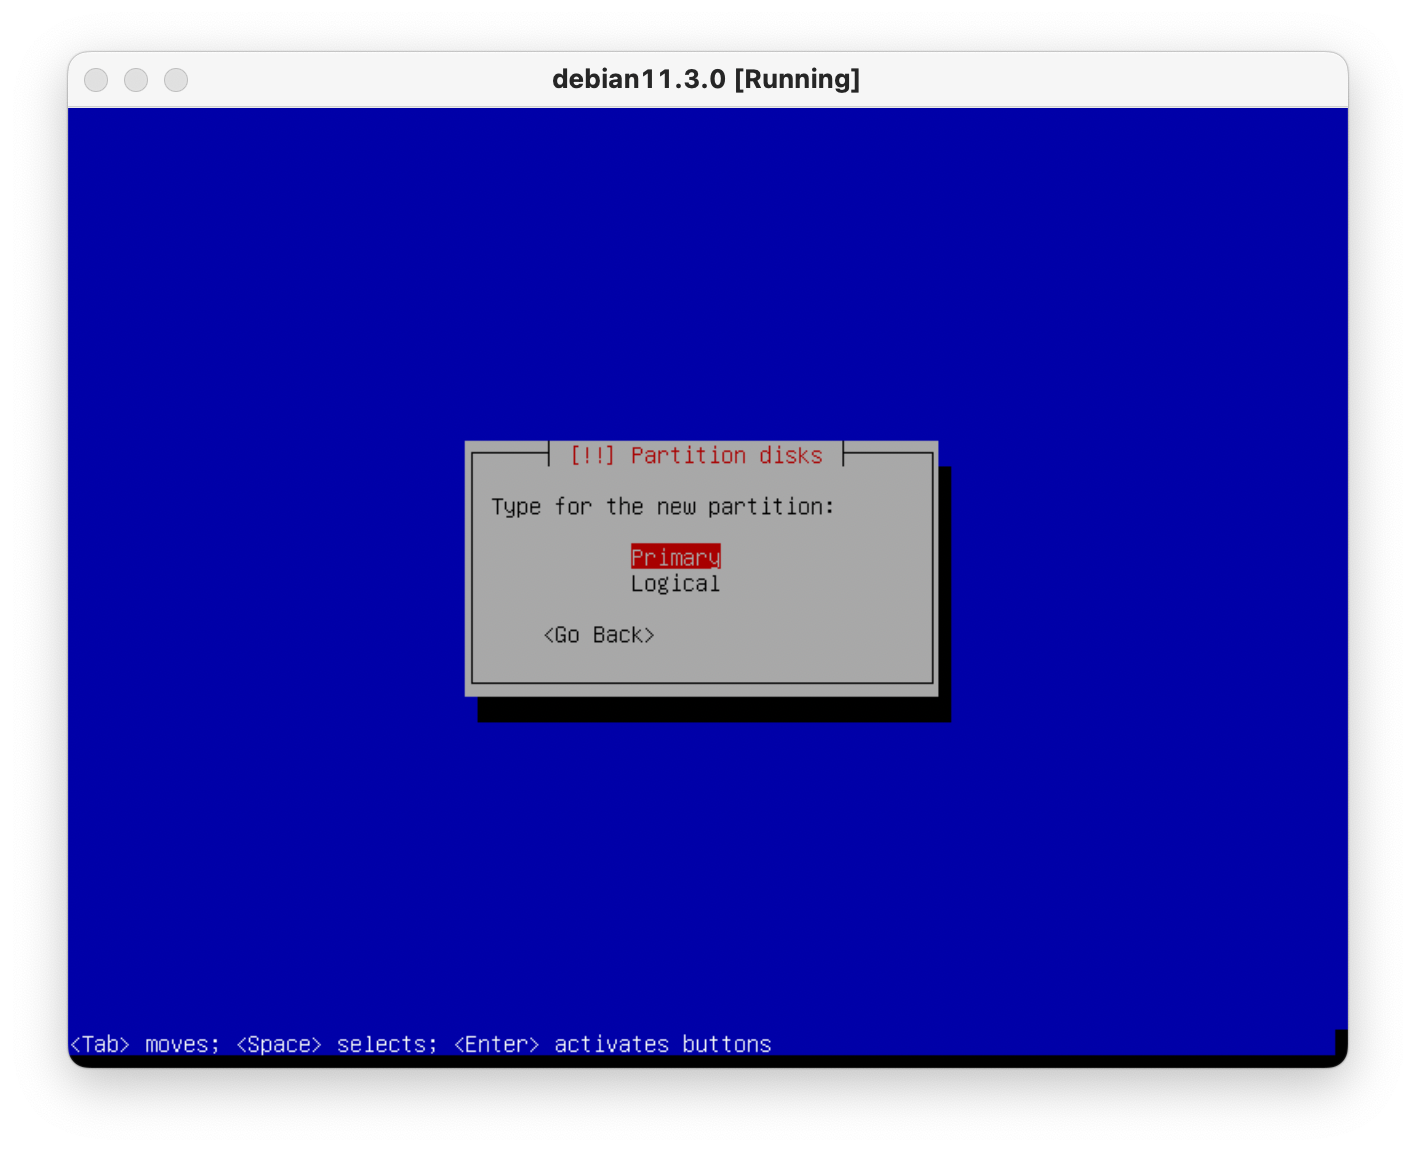 debian11.3.0 [Running]
[!!] Partition disks
Type for the new partition:
Primary
Logical
<Go Back>
<Tab> moves; <Space> selects; <Enter> activates buttons